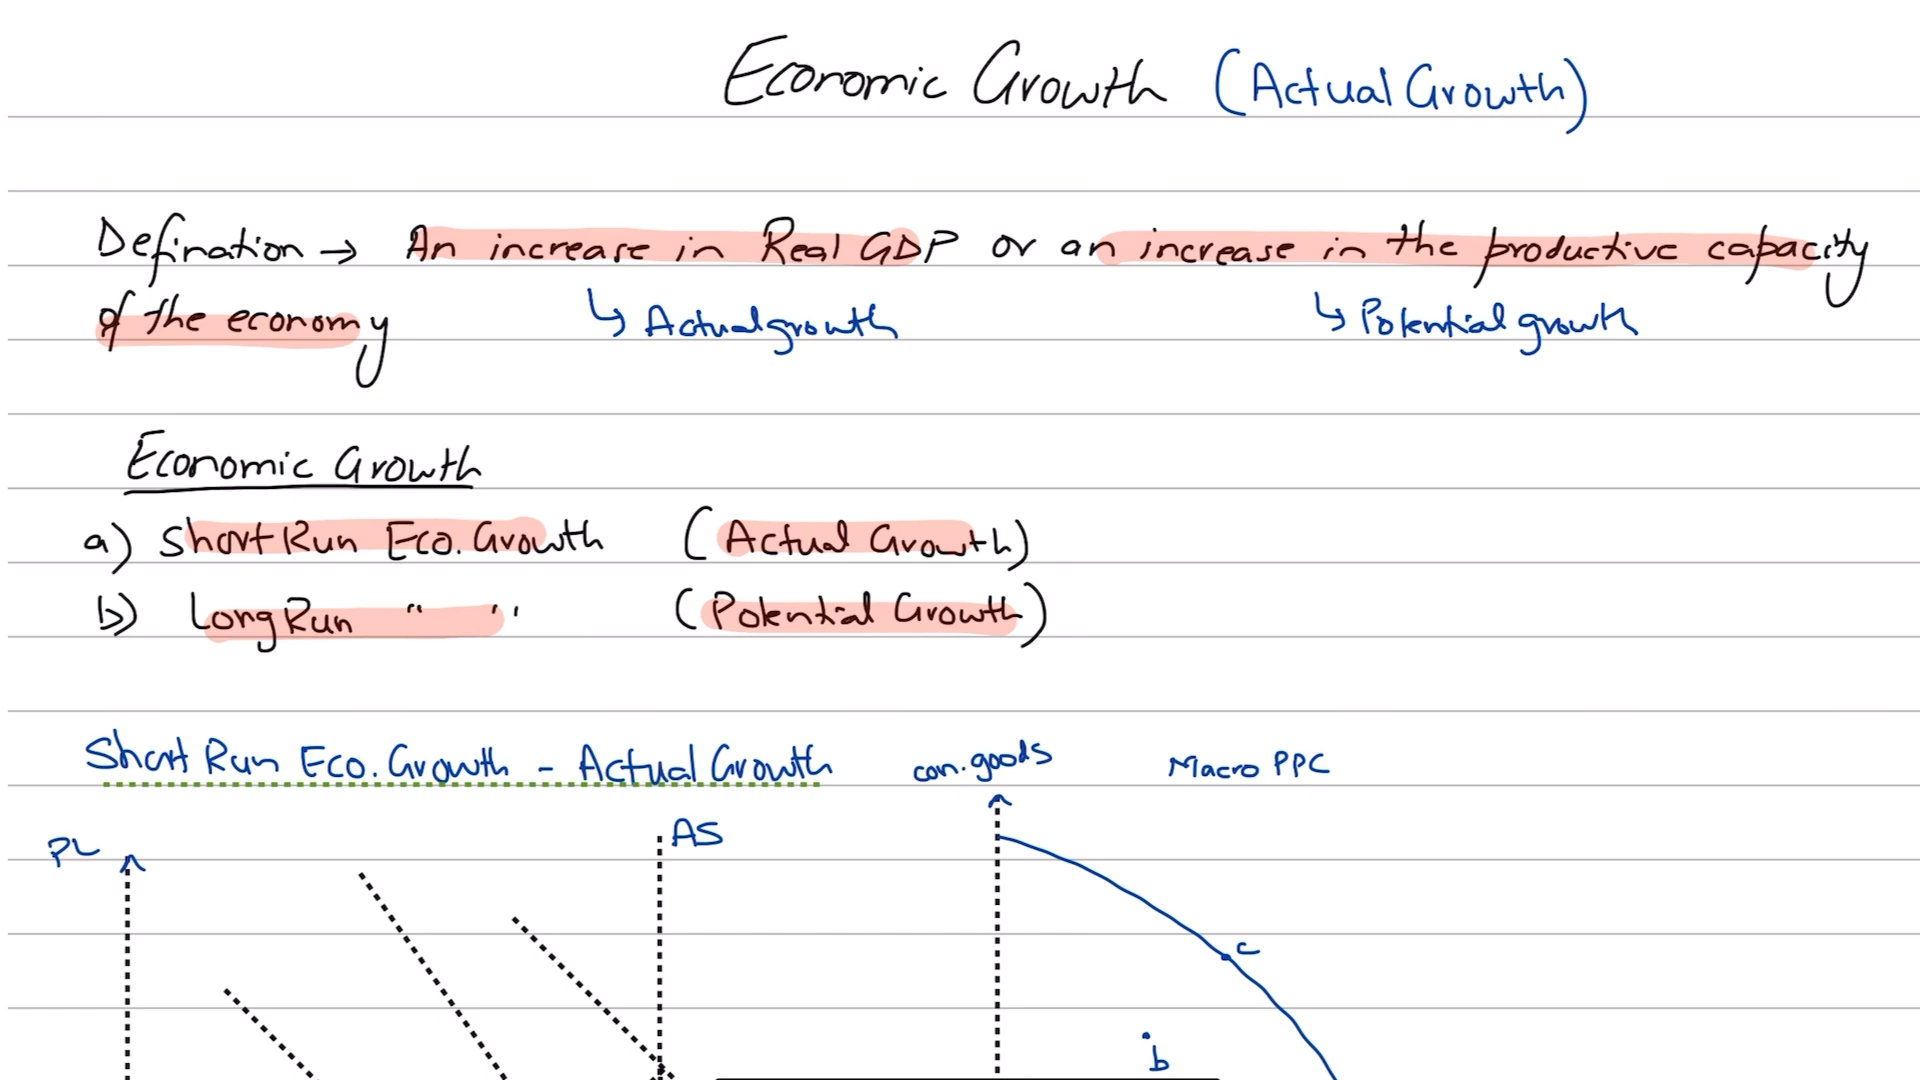 Economic Growth (Actual Growth)
Defination → An increase in Real GDP or an increase in the productive capacity
of the economy
↳ Actual growth
↳ Potential growth
Economic Growth
a) Short Run Eco. Growth (Actual Growth)
b) Long Run " " (Potential Growth)
Short Run Eco. Growth - Actual Growth
con. goods
Macro PPC
PL
AS
c
b